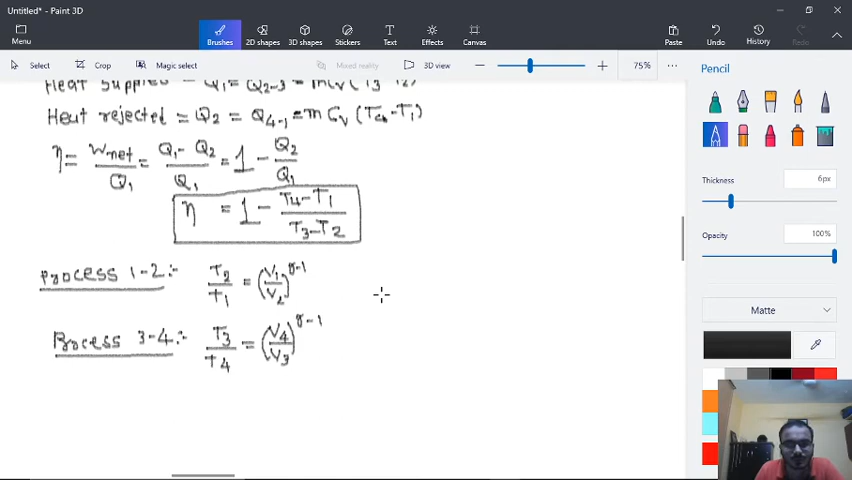 Untitled* - Paint 3D
Menu
Brushes
2D shapes
3D shapes
Stickers
Text
Effects
Canvas
Paste
Undo
History
Redo
Select
Crop
Magic select
Mixed reality
3D view
75%
Pencil
Thickness
6px
Opacity
100%
Matte
Heat supplied = Q1 = Q2-3 = mCv (T3-T2)
Heat rejected = Q2 = Q4-1 = mCv (T4-T1)
η = Wnet/Q1 = Q1-Q2/Q1 = 1 - Q2/Q1
η = 1 - T4-T1/T3-T2
Process 1-2:- T2/T1 = (V1/V2)^γ-1
Process 3-4:- T3/T4 = (V4/V3)^γ-1